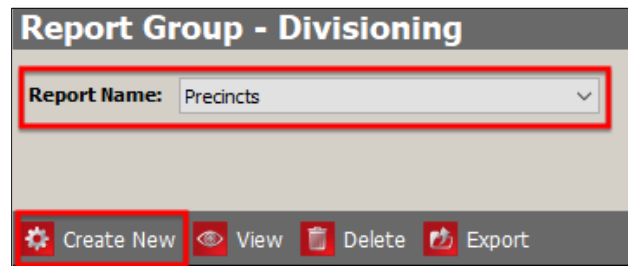 Report Group - Divisioning
Report Name: Precincts
Create New View Delete Export